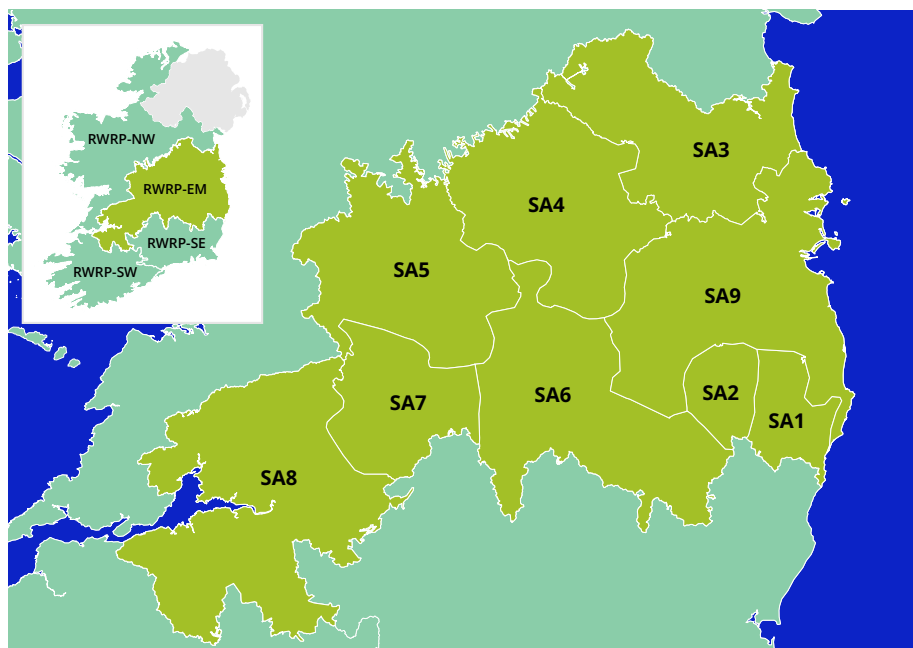 RWRP-NW
RWRP-EM
RWRP-SE
RWRP-SW
SA3
SA4
SA5
SA9
SA2
SA6
SA7
SA1
SA8